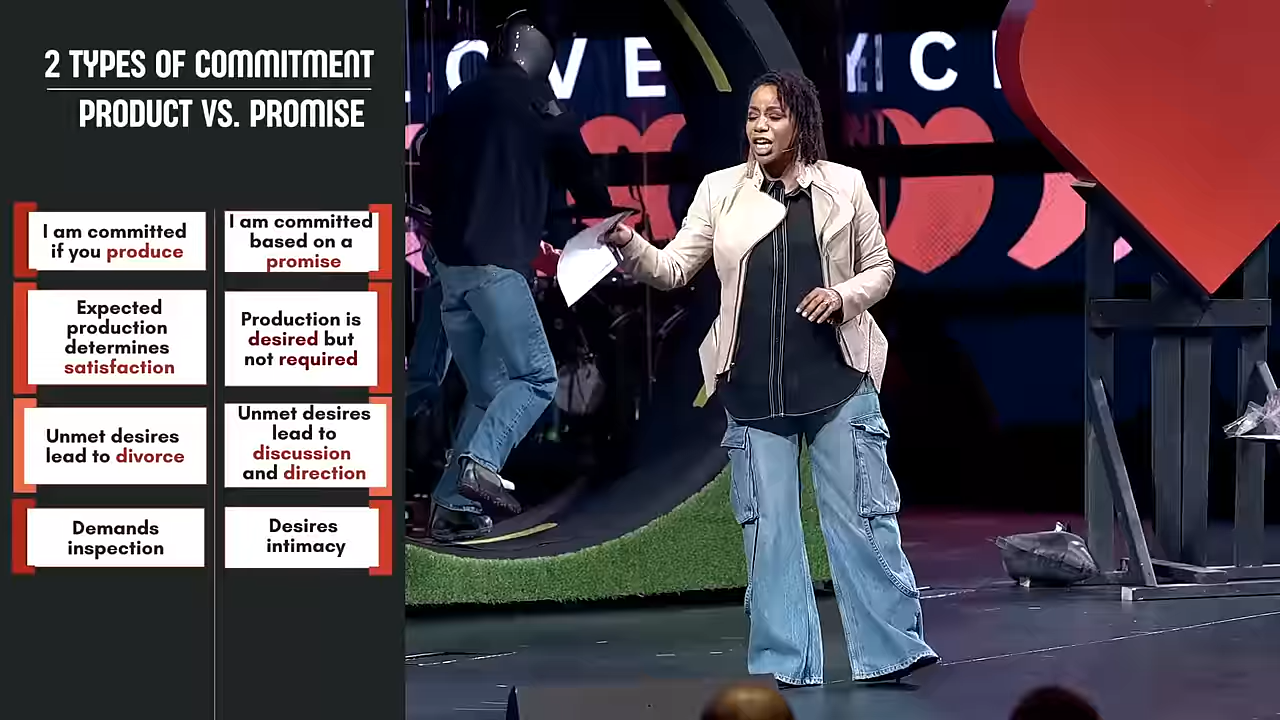 2 TYPES OF COMMITMENT
PRODUCT VS. PROMISE
I am committed
if you produce
I am committed
based on a
promise
Expected
production
determines
satisfaction
Production is
desired but
not required
Unmet desires
lead to divorce
Unmet desires
lead to
discussion
and direction
Demands
inspection
Desires
intimacy
LOVE